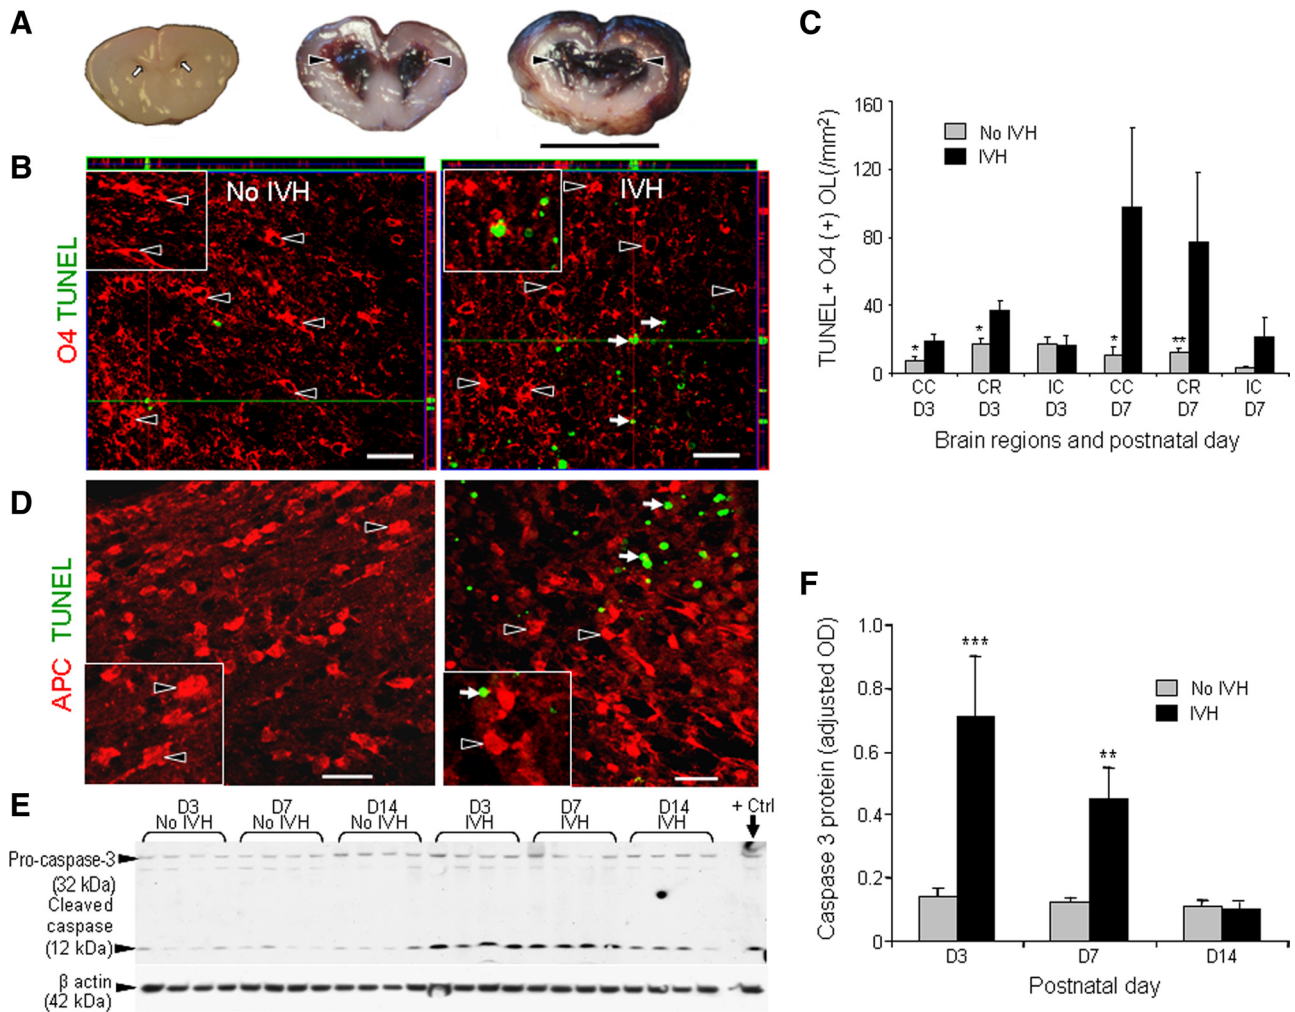 A
B
No IVH
IVH
O4 TUNEL
C
TUNEL+ O4 (+) OL(/mm²)
160
120
80
40
0
No IVH
IVH
* * * **
CC CR IC CC CR IC
D3 D3 D3 D7 D7 D7
Brain regions and postnatal day
D
APC TUNEL
E
D3 D7 D14 D3 D7 D14 + Ctrl
No IVH No IVH No IVH IVH IVH IVH
Pro-caspase-3
(32 kDa)
Cleaved
caspase
(12 kDa)
β actin
(42 kDa)
F
Caspase 3 protein (adjusted OD)
1.0
0.8
0.6
0.4
0.2
0
***
**
No IVH
IVH
D3 D7 D14
Postnatal day